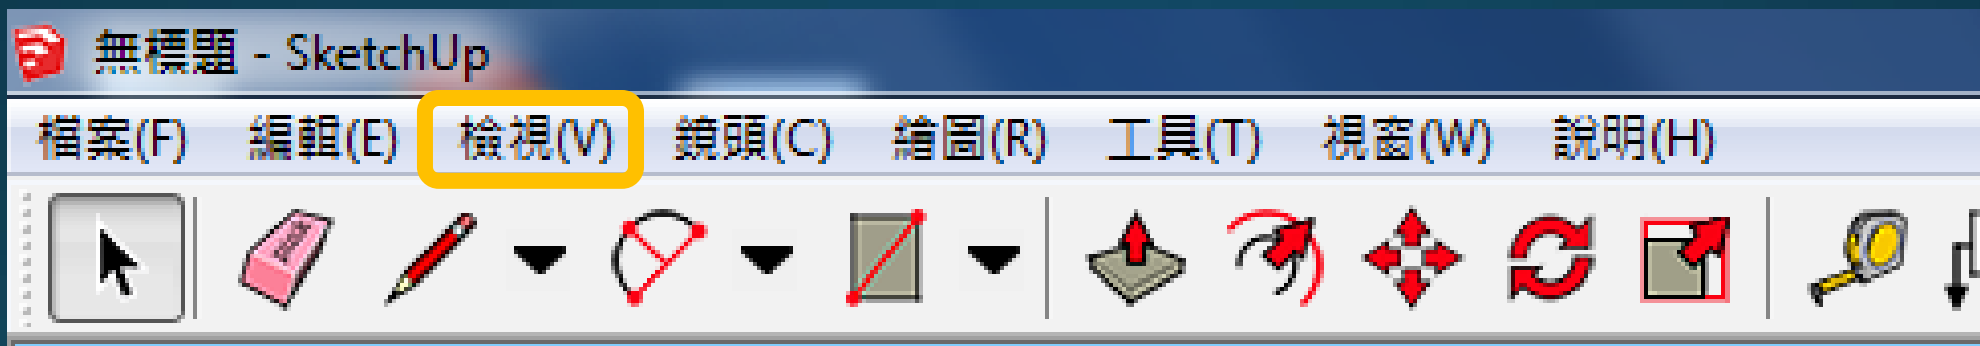 無標題 - SketchUp
檔案(F) 編輯(E) 檢視(V) 鏡頭(C) 繪圖(R) 工具(T) 視窗(W) 說明(H)